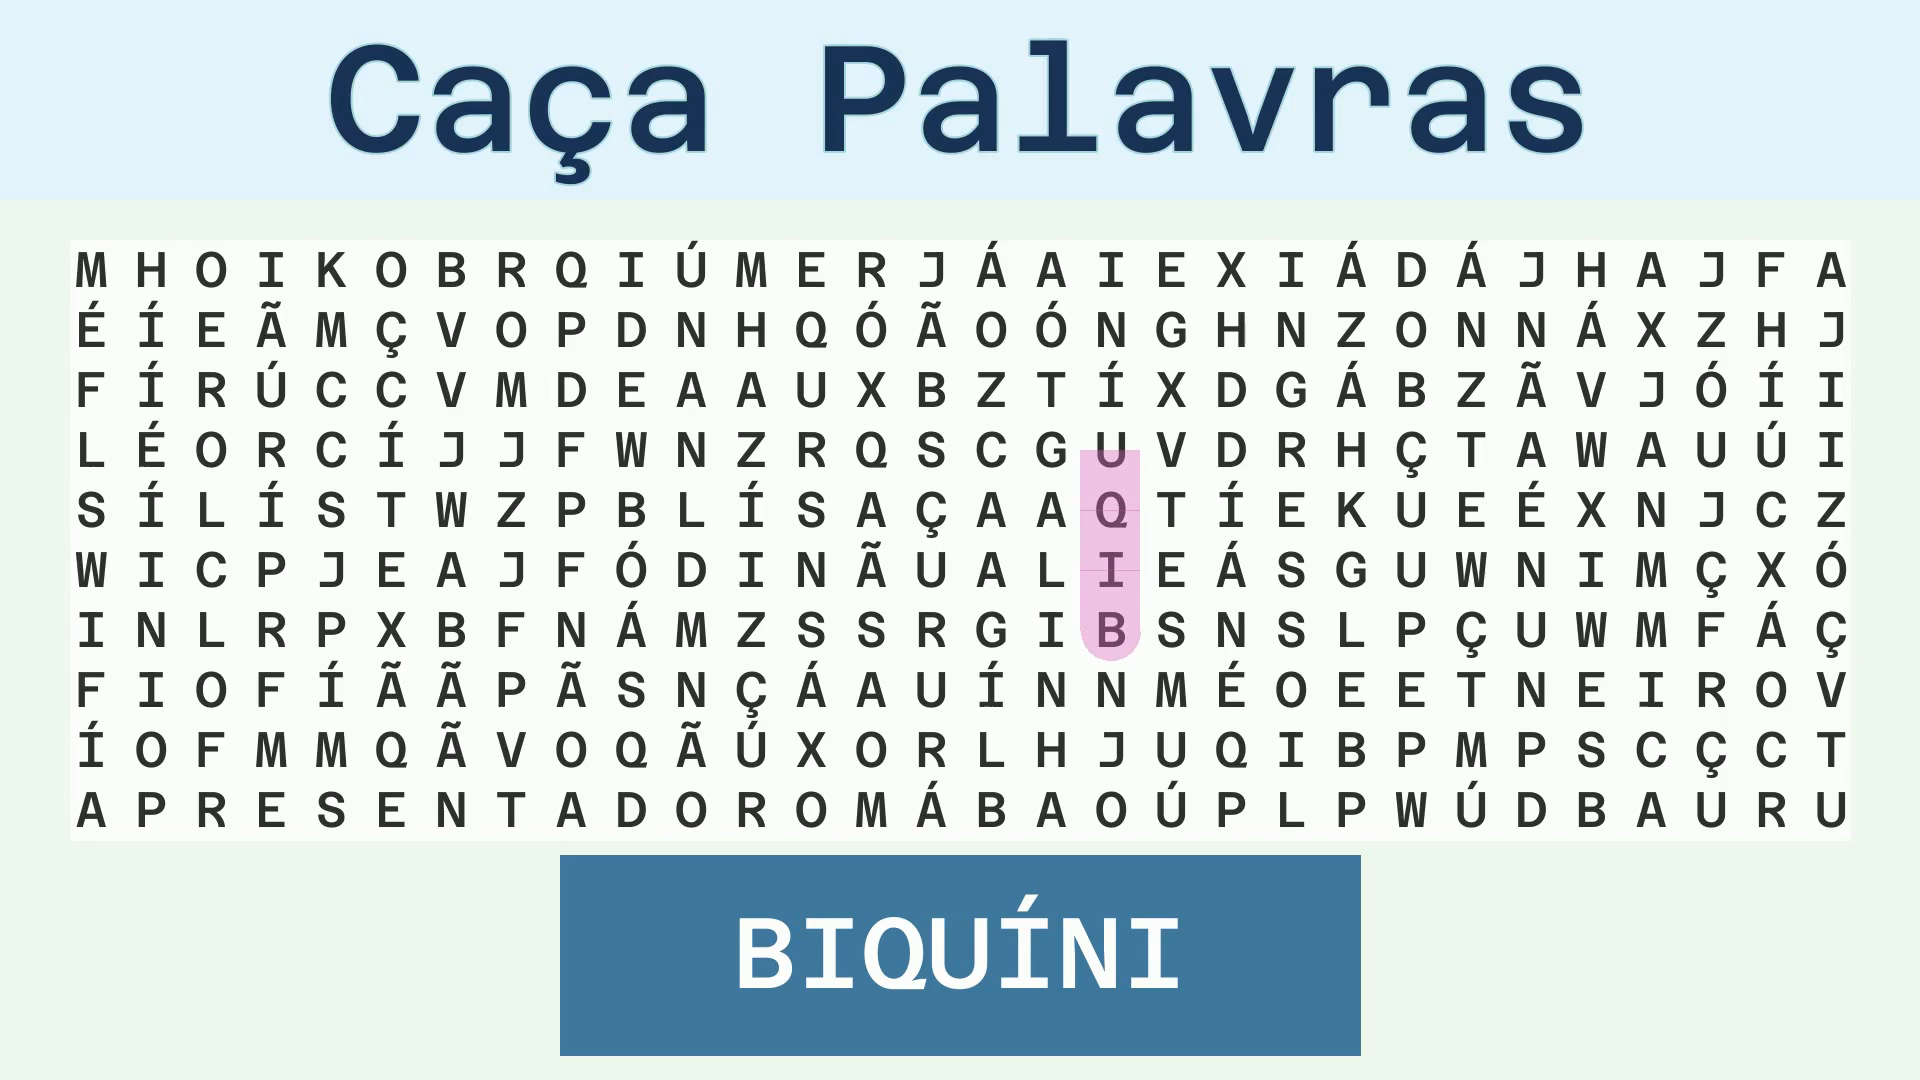 Caça Palavras
M H O I K O B R Q I Ú M E R J Á A I E X I Á D Á J H A J F A
É Í E Ã M Ç V O P D N H Q Ó Ã O Ó N G H N Z O N N Á X Z H J
F Í R Ú C C V M D E A A U X B Z T Í X D G Á B Z Ã V J Ó Í I
L É O R C Í J J F W N Z R Q S C G U V D R H Ç T A W A U Ú I
S Í L Í S T W Z P B L Í S A Ç A A Q T Í E K U E É X N J C Z
W I C P J E A J F Ó D I N Ã U A L I E Á S G U W N I M Ç X Ó
I N L R P X B F N Á M Z S S R G I B S N S L P Ç U W M F Á Ç
F I O F Í Ã Ã P Ã S N Ç Á A U Í N N M É O E E T N E I R O V
Í O F M M Q Ã V O Q Ã Ú X O R L H J U Q I B P M P S C Ç C T
A P R E S E N T A D O R O M Á B A O Ú P L P W Ú D B A U R U
BIQUÍNI